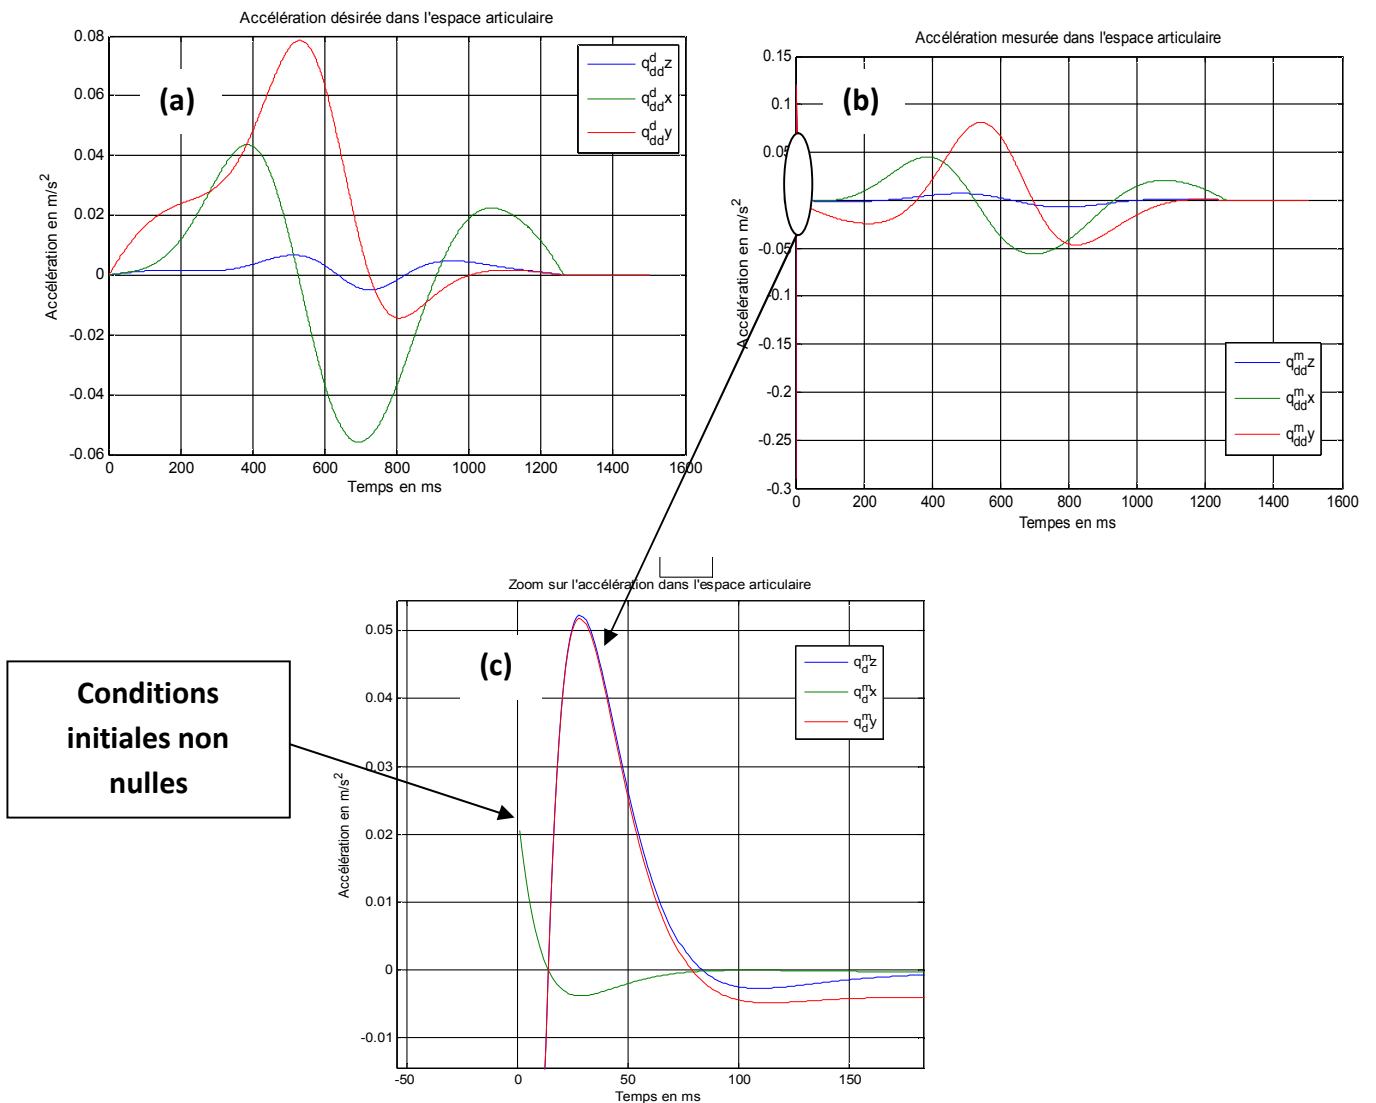 Accélération désirée dans l'espace articulaire
0.08
0.06
0.04
0.02
0
-0.02
-0.04
-0.06
Accélération en m/s²
(a)
q^d_dd z
q^d_dd x
q^d_dd y
0 200 400 600 800 1000 1200 1400 1600
Temps en ms
Accélération mesurée dans l'espace articulaire
0.15
0.1
0.05
0
-0.05
-0.1
-0.15
-0.2
-0.25
-0.3
Accélération en m/s²
(b)
q^m_dd z
q^m_dd x
q^m_dd y
0 200 400 600 800 1000 1200 1400 1600
Tempes en ms
Zoom sur l'accélération dans l'espace articulaire
0.05
0.04
0.03
0.02
0.01
0
-0.01
Accélération en m/s²
(c)
q^m_d z
q^m_d x
q^m_d y
-50 0 50 100 150
Temps en ms
Conditions
initiales non
nulles